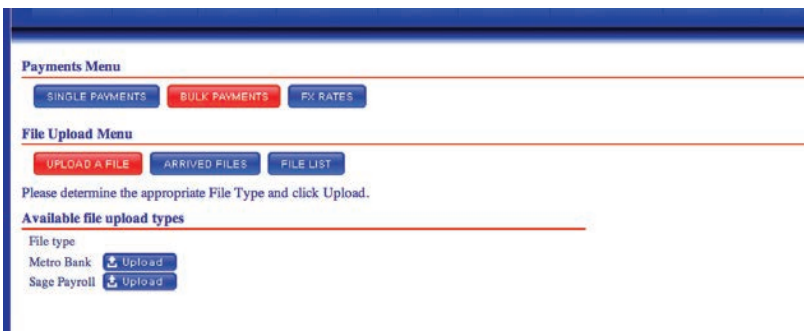 Payments Menu
SINGLE PAYMENTS BULK PAYMENTS FX RATES
File Upload Menu
UPLOAD A FILE ARRIVED FILES FILE LIST
Please determine the appropriate File Type and click Upload.
Available file upload types
File type
Metro Bank Upload
Sage Payroll Upload